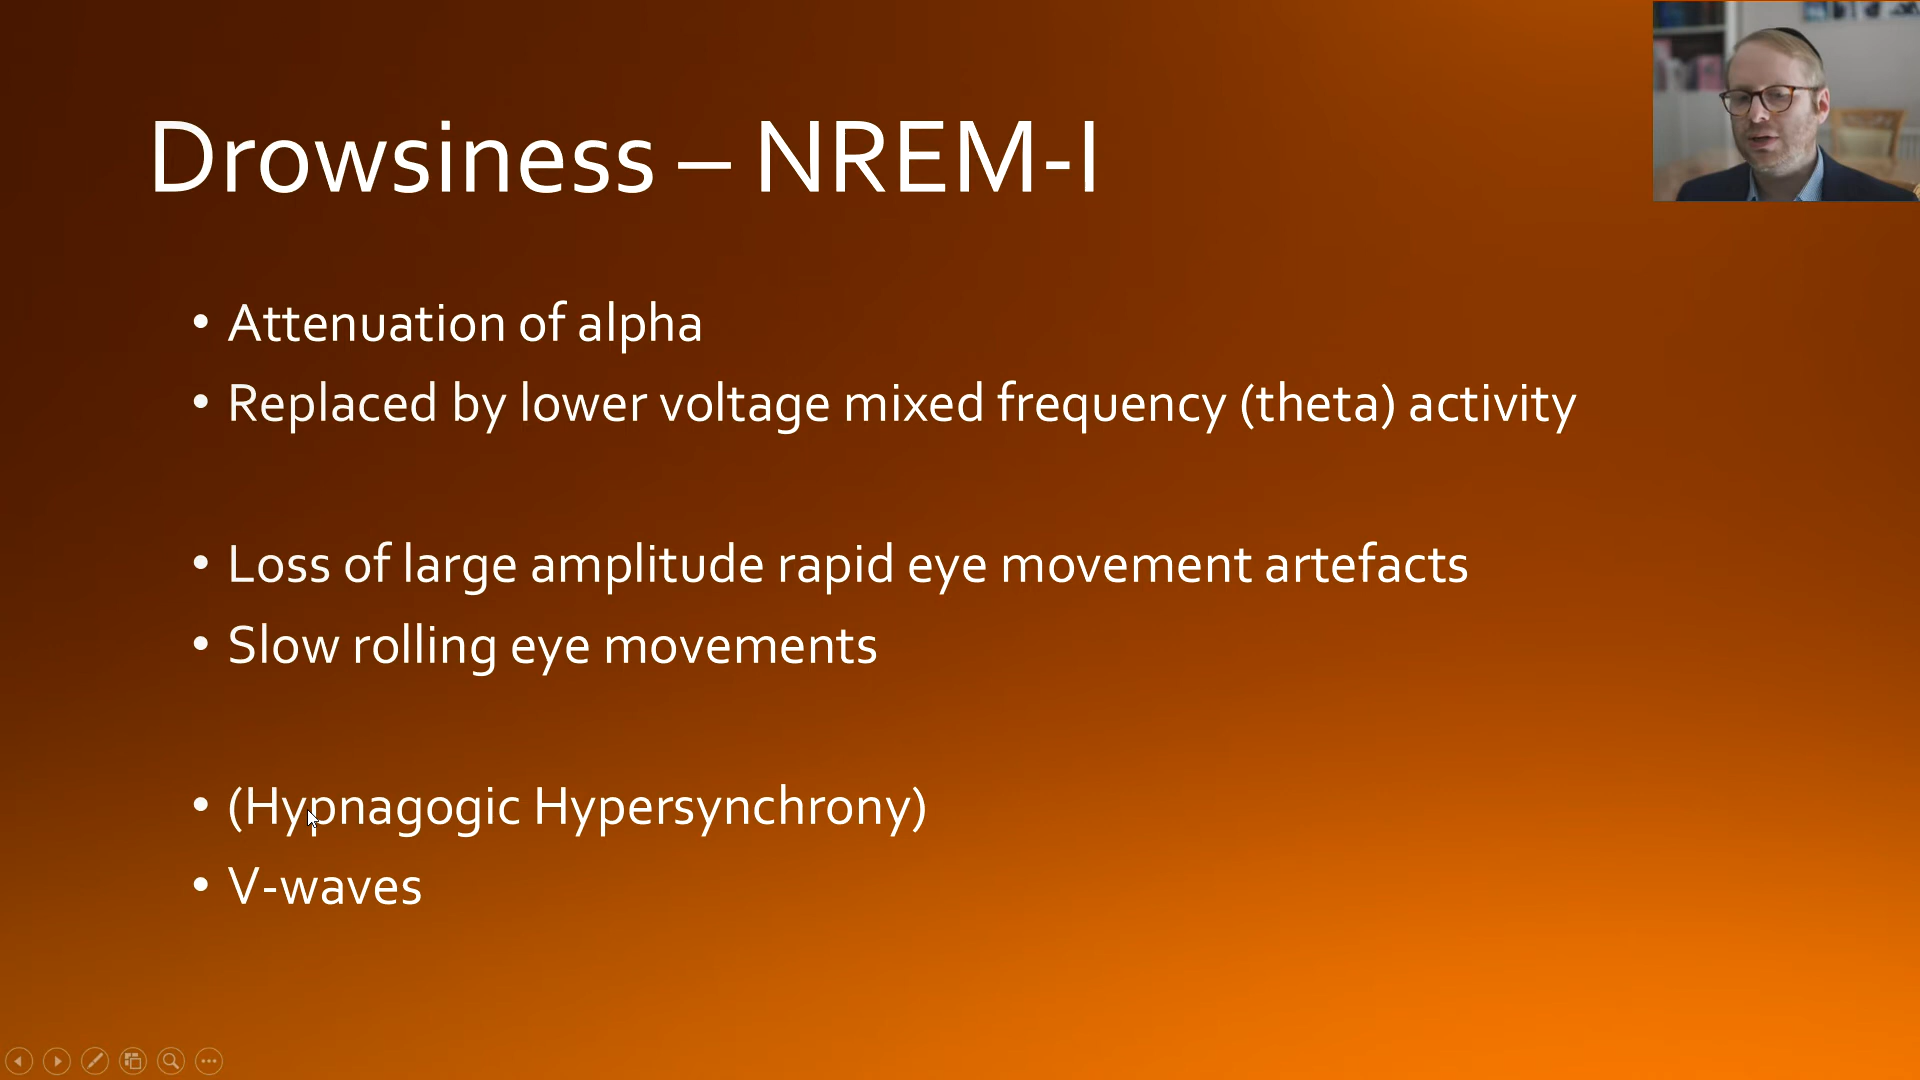 Drowsiness – NREM-I
• Attenuation of alpha
• Replaced by lower voltage mixed frequency (theta) activity
• Loss of large amplitude rapid eye movement artefacts
• Slow rolling eye movements
• (Hypnagogic Hypersynchrony)
• V-waves